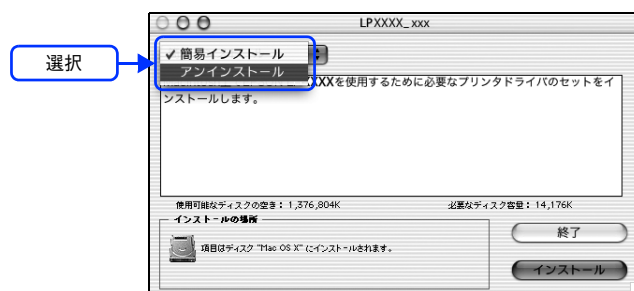 LPXXXX_xxx
選択
✓簡易インストール
アンインストール
XXXを使用するために必要なプリンタドライバのセットをイ
ンストールします。
使用可能なディスクの空き： 1,376,804K
必要なディスク容量： 14,176K
インストールの場所
項目はディスク "Mac OS X" にインストールされます。
終了
インストール